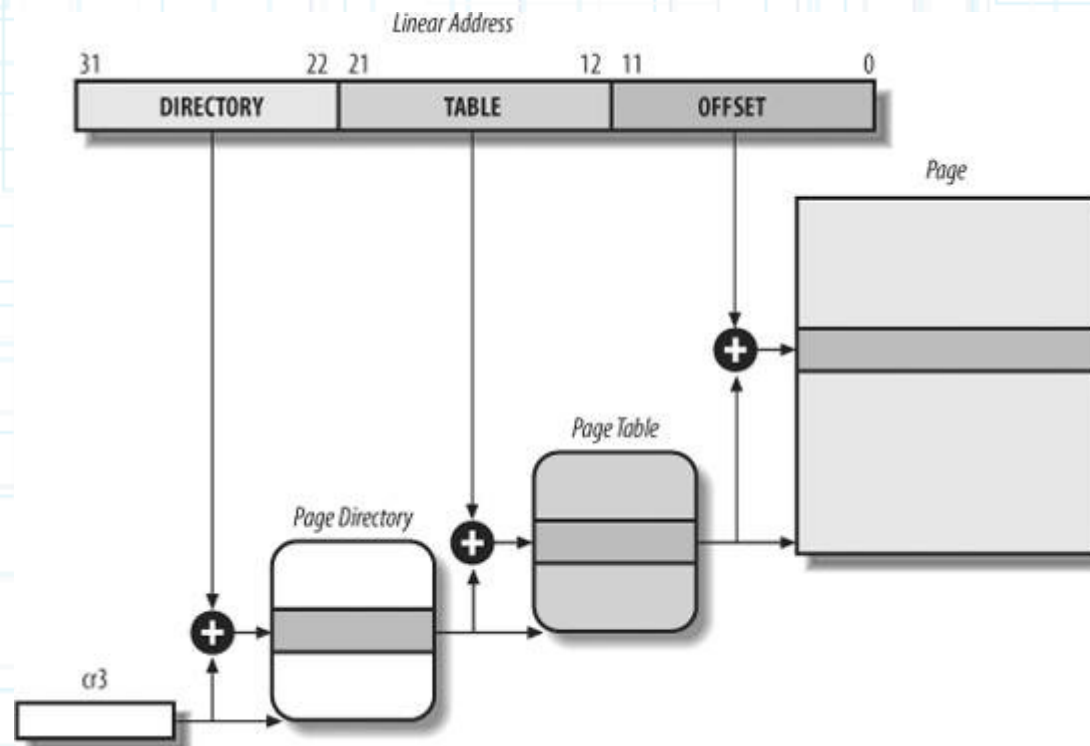 Linear Address
31 22 21 12 11 0
DIRECTORY TABLE OFFSET
Page
Page Table
Page Directory
cr3